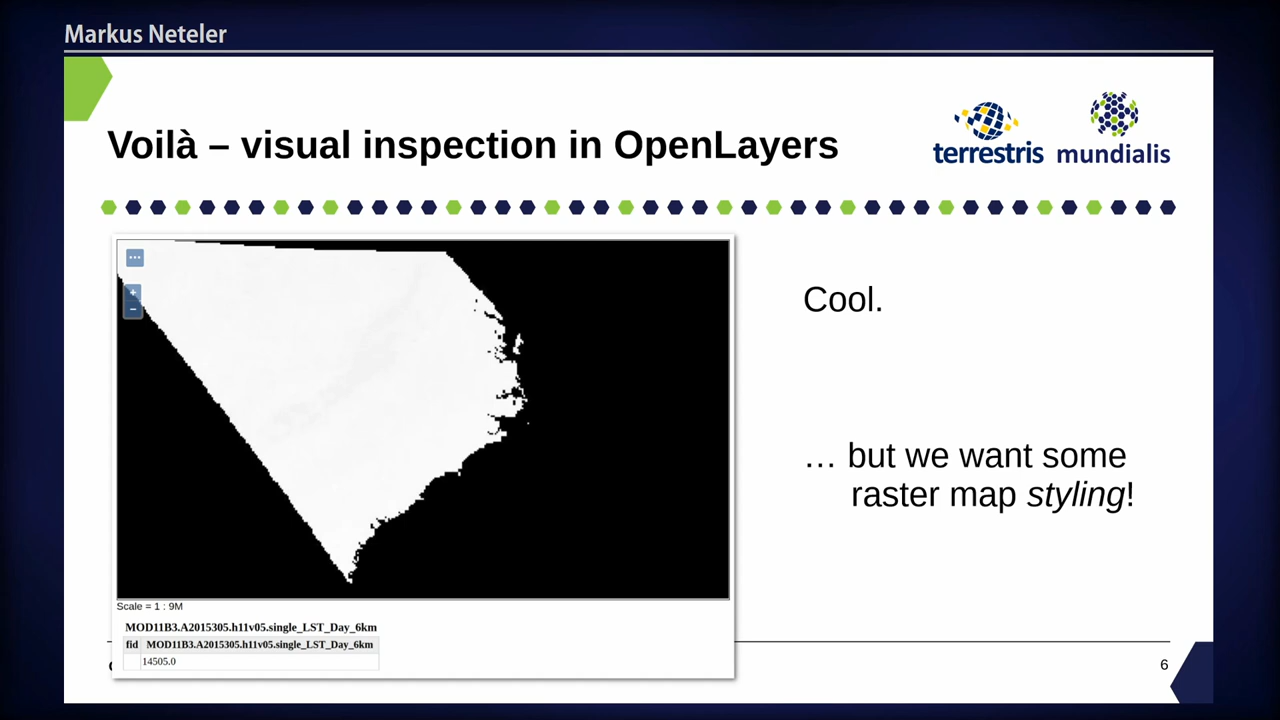 Markus Neteler
Voilà – visual inspection in OpenLayers
terrestris
mundialis
...
+
−
Cool.
… but we want some
raster map styling!
Scale = 1 : 9M
MOD11B3.A2015305.h11v05.single_LST_Day_6km
fid MOD11B3.A2015305.h11v05.single_LST_Day_6km
14505.0
6